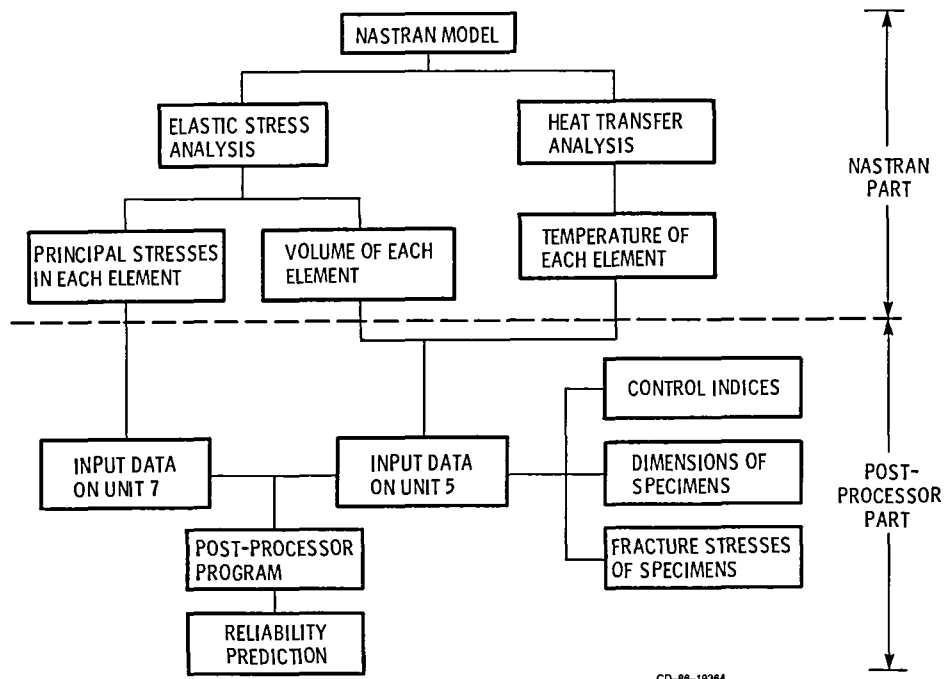 NASTRAN MODEL
ELASTIC STRESS
ANALYSIS
HEAT TRANSFER
ANALYSIS
NASTRAN
PART
PRINCIPAL STRESSES
IN EACH ELEMENT
VOLUME OF EACH
ELEMENT
TEMPERATURE OF
EACH ELEMENT
CONTROL INDICES
INPUT DATA
ON UNIT 7
INPUT DATA
ON UNIT 5
DIMENSIONS OF
SPECIMENS
POST-
PROCESSOR
PART
POST-PROCESSOR
PROGRAM
FRACTURE STRESSES
OF SPECIMENS
RELIABILITY
PREDICTION